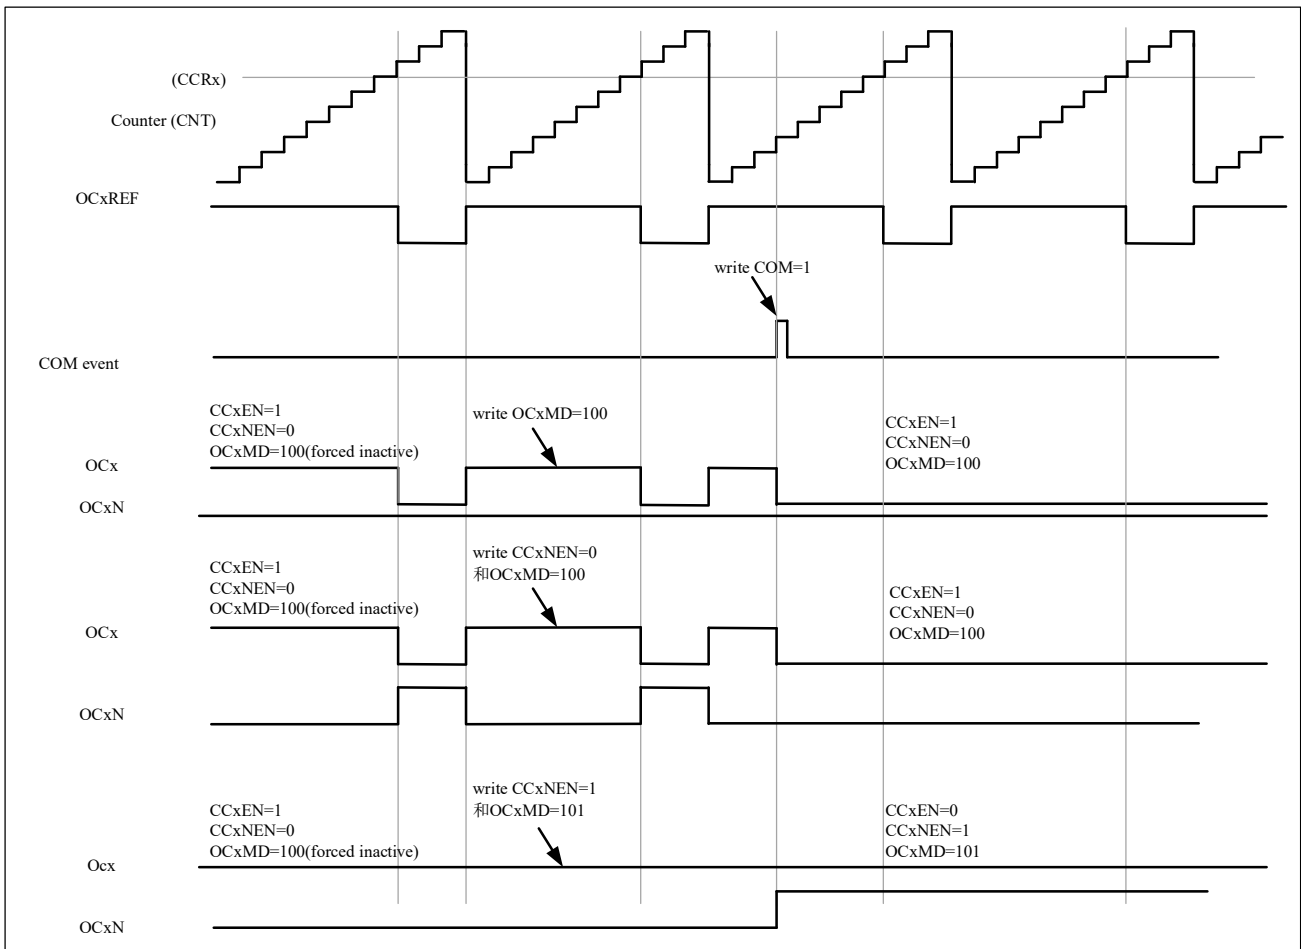 (CCRx)
Counter (CNT)
OCxREF
write COM=1
COM event
CCxEN=1
CCxNEN=0
OCxMD=100(forced inactive)
write OCxMD=100
CCxEN=1
CCxNEN=0
OCxMD=100
OCx
OCxN
CCxEN=1
CCxNEN=0
OCxMD=100(forced inactive)
write CCxNEN=0
和OCxMD=100
CCxEN=1
CCxNEN=0
OCxMD=100
OCx
OCxN
CCxEN=1
CCxNEN=0
OCxMD=100(forced inactive)
write CCxNEN=1
和OCxMD=101
CCxEN=0
CCxNEN=1
OCxMD=101
Ocx
OCxN